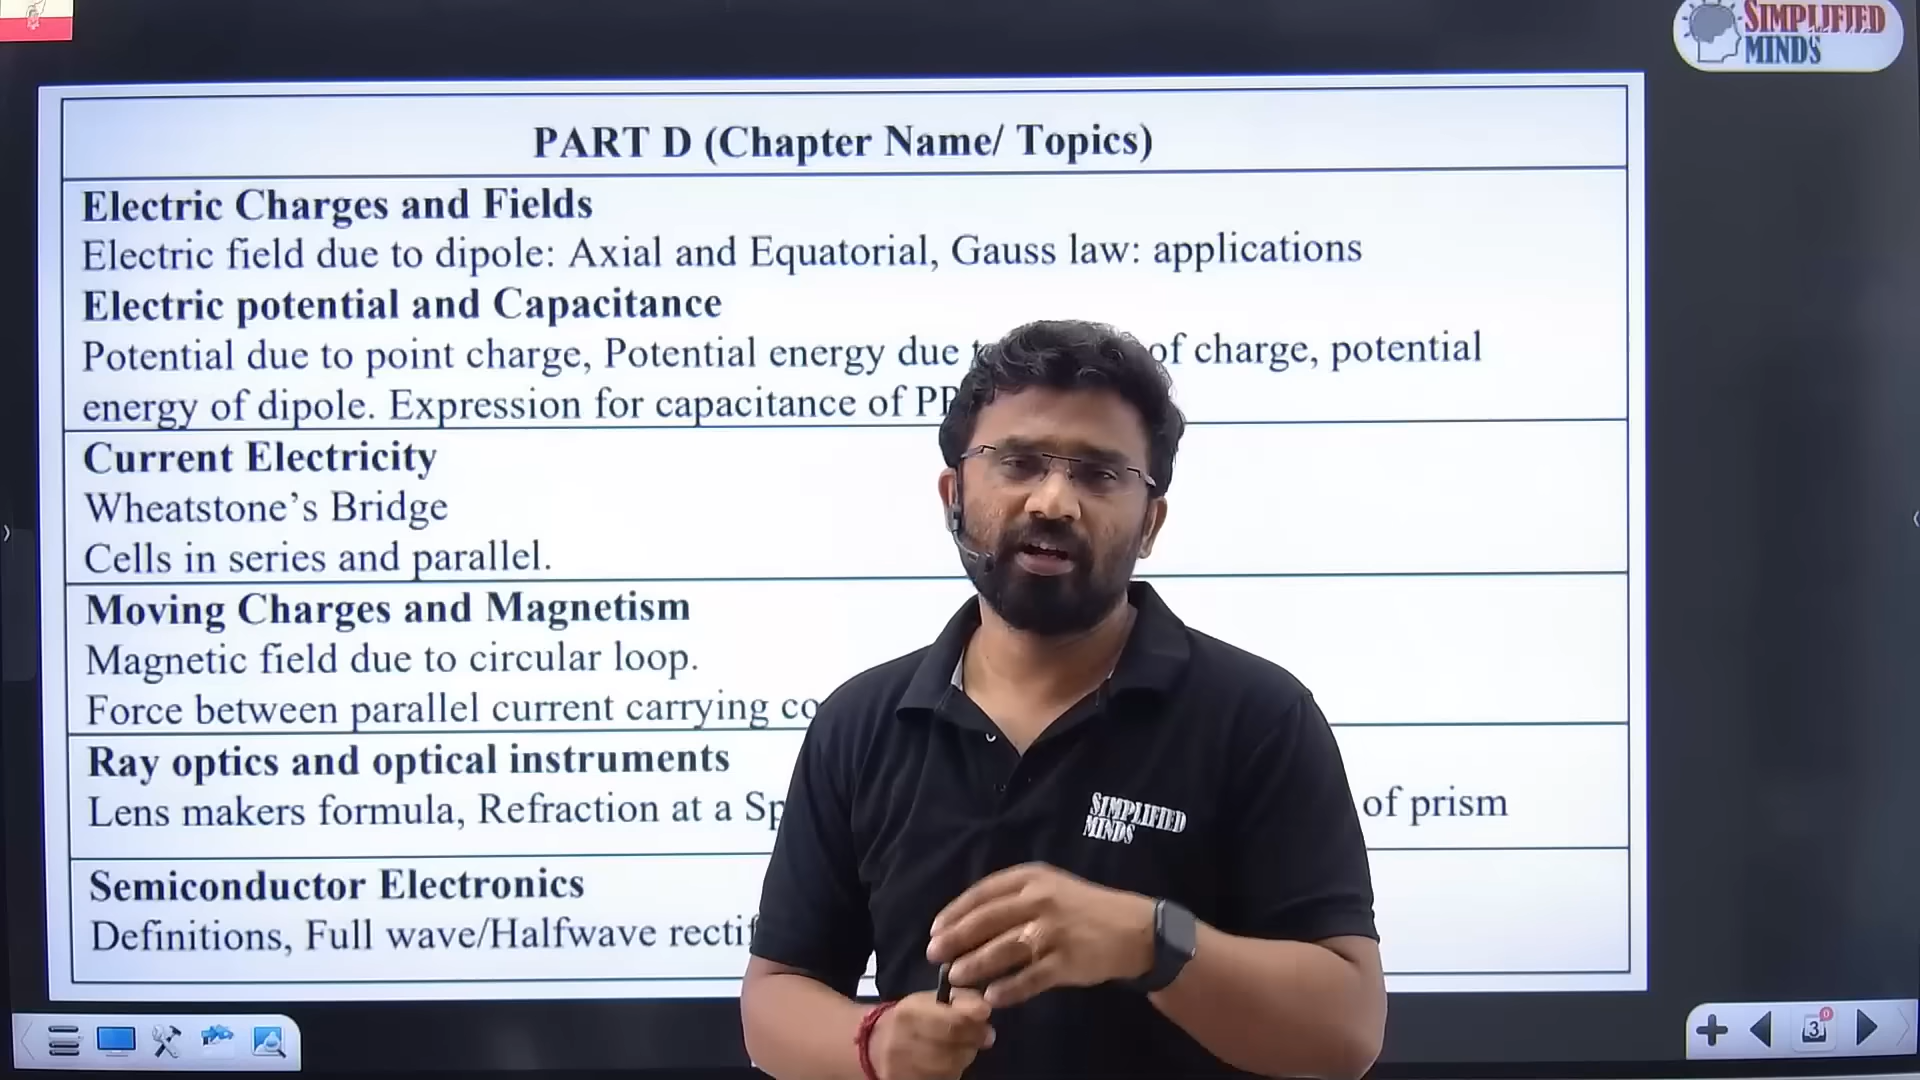 SIMPLIFIED
MINDS
PART D (Chapter Name/ Topics)
Electric Charges and Fields
Electric field due to dipole: Axial and Equatorial, Gauss law: applications
Electric potential and Capacitance
Potential due to point charge, Potential energy due of charge, potential
energy of dipole. Expression for capacitance of
Current Electricity
Wheatstone’s Bridge
Cells in series and parallel.
Moving Charges and Magnetism
Magnetic field due to circular loop.
Force between parallel current carrying
Ray optics and optical instruments
Lens makers formula, Refraction at a of prism
Semiconductor Electronics
Definitions, Full wave/Halfwave
SIMPLIFIED
MINDS
3
0